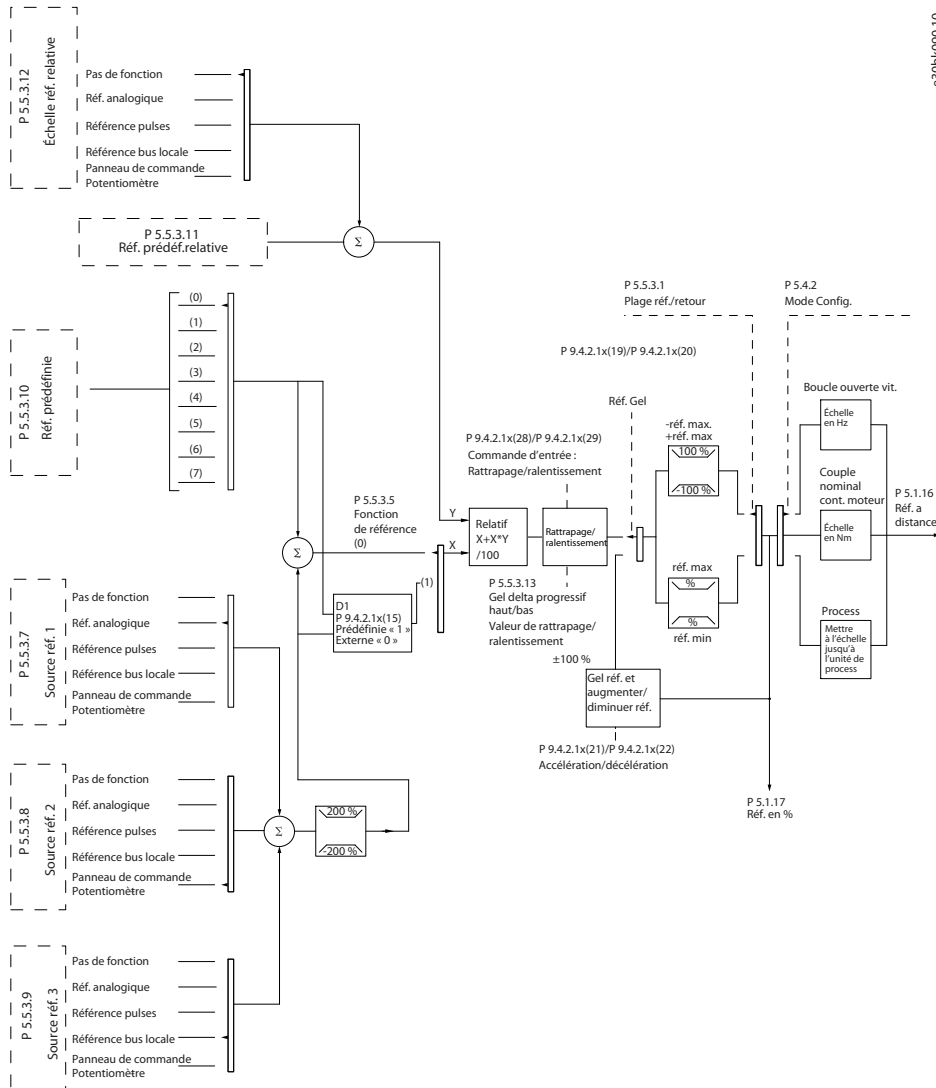 e30bk000.10
P 5.5.3.12
Échelle réf. relative
Pas de fonction
Réf. analogique
Référence pulses
Référence bus locale
Panneau de commande
Potentiomètre
Σ
P 5.5.3.11
Réf. prédéf.relative
P 5.5.3.10
Réf. prédéfinie
(0)
(1)
(2)
(3)
(4)
(5)
(6)
(7)
P 5.5.3.7
Source réf. 1
Pas de fonction
Réf. analogique
Référence pulses
Référence bus locale
Panneau de commande
Potentiomètre
P 5.5.3.8
Source réf. 2
Pas de fonction
Réf. analogique
Référence pulses
Référence bus locale
Panneau de commande
Potentiomètre
P 5.5.3.9
Source réf. 3
Pas de fonction
Réf. analogique
Référence pulses
Référence bus locale
Panneau de commande
Potentiomètre
Σ
200 %
-200 %
Σ
P 5.5.3.5
Fonction
de référence
(0)
D1
P 9.4.2.1x(15)
Prédéfinie « 1 »
Externe « 0 »
(1)
Y
X
Relatif
X+X*Y
/100
P 9.4.2.1x(28)/P 9.4.2.1x(29)
Commande d'entrée :
Rattrapage/ralentissement
Rattrapage/
ralentissement
P 5.5.3.13
Gel delta progressif
haut/bas
Valeur de rattrapage/
ralentissement
P 9.4.2.1x(19)/P 9.4.2.1x(20)
Réf. Gel
±100 %
Gel réf. et
augmenter/
diminuer réf.
P 9.4.2.1x(21)/P 9.4.2.1x(22)
Accélération/décélération
P 5.5.3.1
Plage réf./retour
-réf. max.
+réf. max
100 %
-100 %
réf. max
%
%
réf. min
P 5.4.2
Mode Config.
Boucle ouverte vit.
Échelle
en Hz
Couple
nominal
cont. moteur
Échelle
en Nm
Process
Mettre
à l'échelle
jusqu'à
l'unité de
process
P 5.1.16
Réf. a
distance
P 5.1.17
Réf. en %